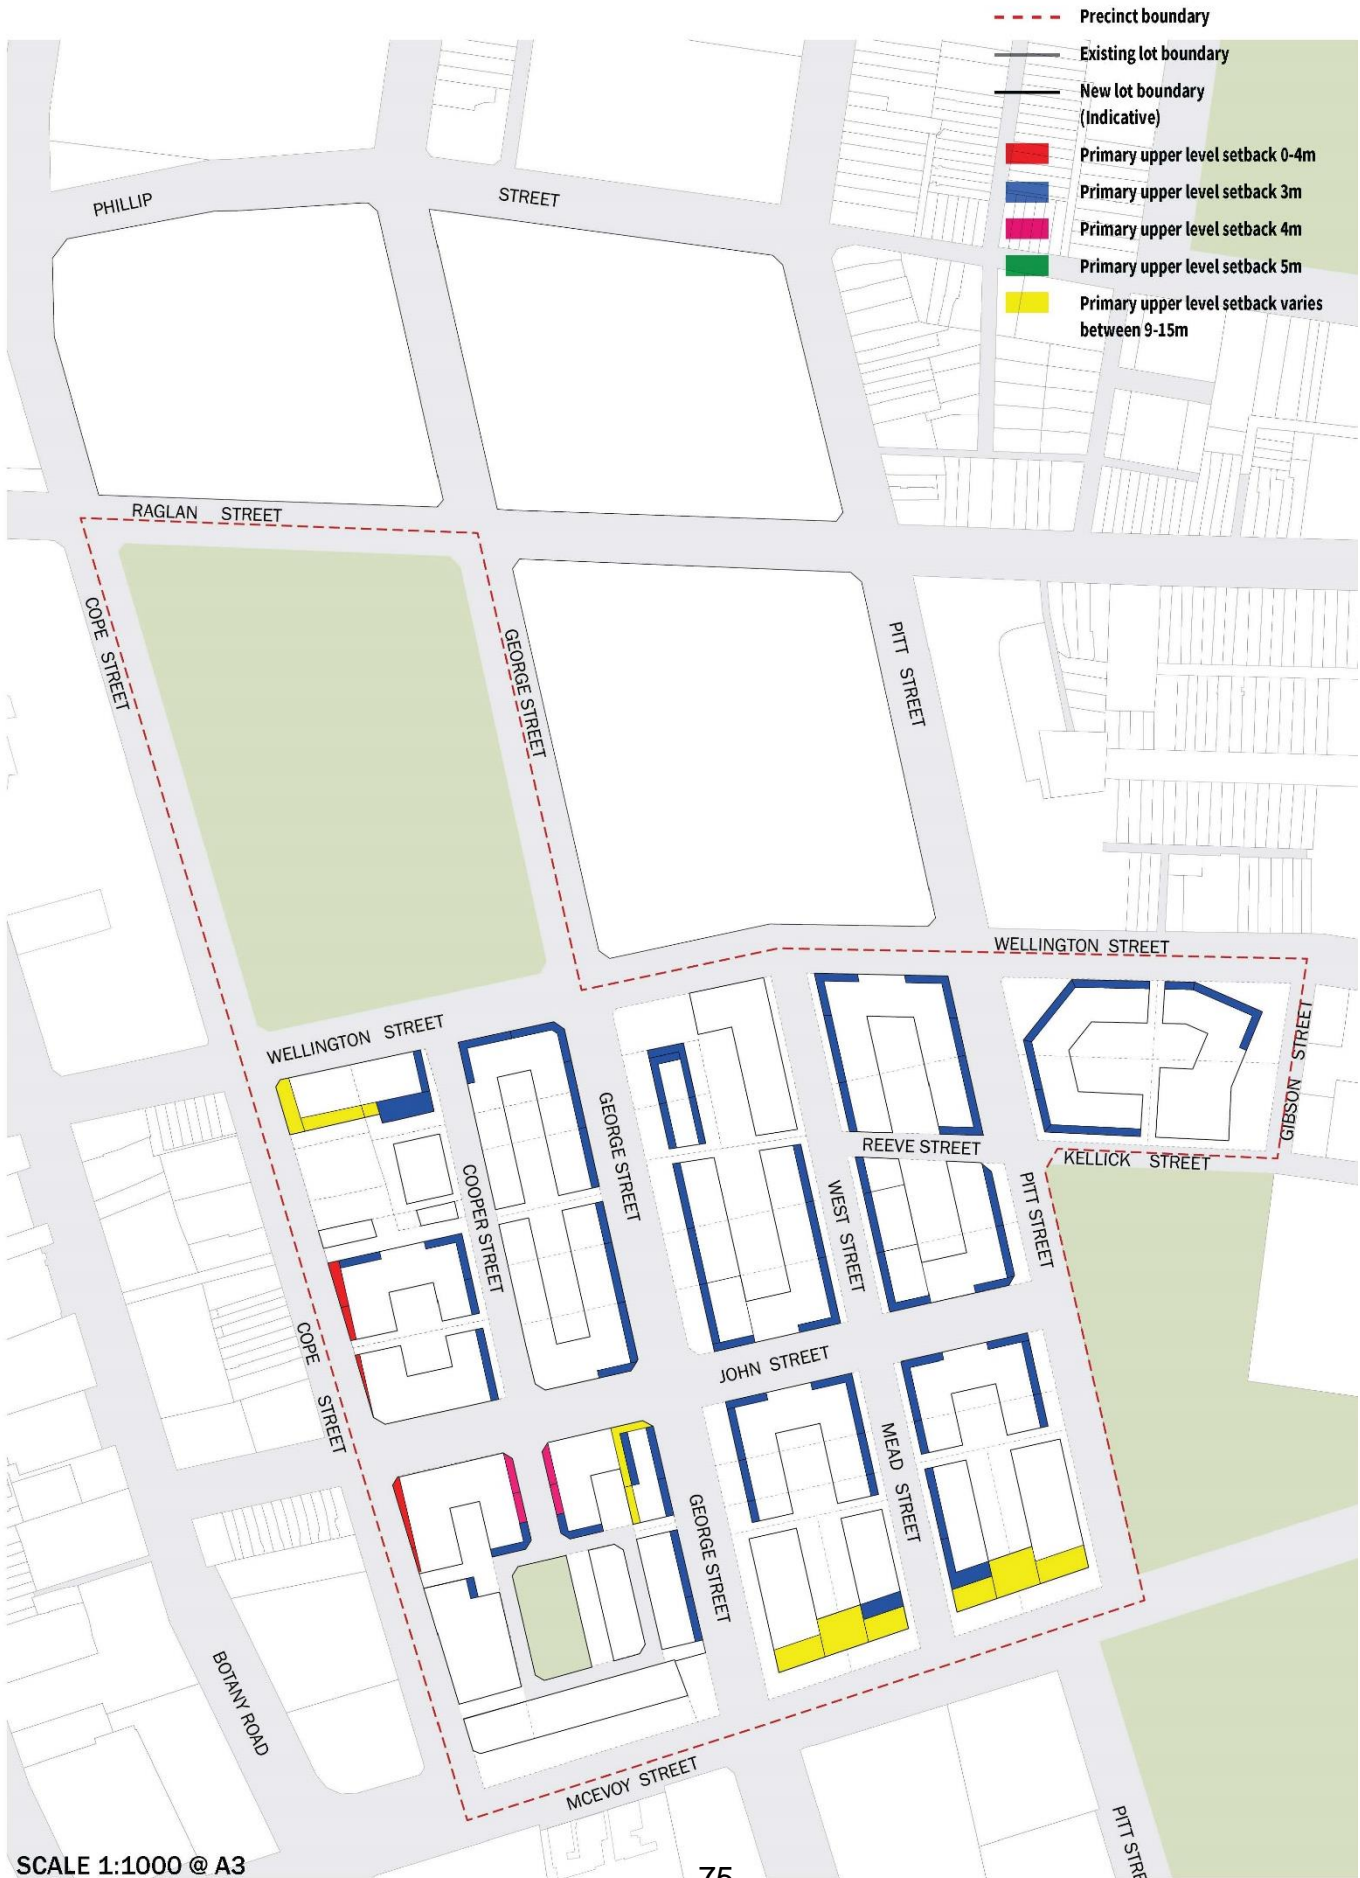 Precinct boundary
Existing lot boundary
New lot boundary
(Indicative)
Primary upper level setback 0-4m
Primary upper level setback 3m
Primary upper level setback 4m
Primary upper level setback 5m
Primary upper level setback varies
between 9-15m
PHILLIP STREET
RAGLAN STREET
COPE STREET
GEORGE STREET
PITT STREET
WELLINGTON STREET
WELLINGTON STREET
GIBSON STREET
GEORGE STREET
REEVE STREET
KELLICK STREET
COOPER STREET
WEST STREET
PITT STREET
COPE STREET
JOHN STREET
MEAD STREET
GEORGE STREET
BOTANY ROAD
MCEVOY STREET
PITT STRE
SCALE 1:1000 @ A3
75